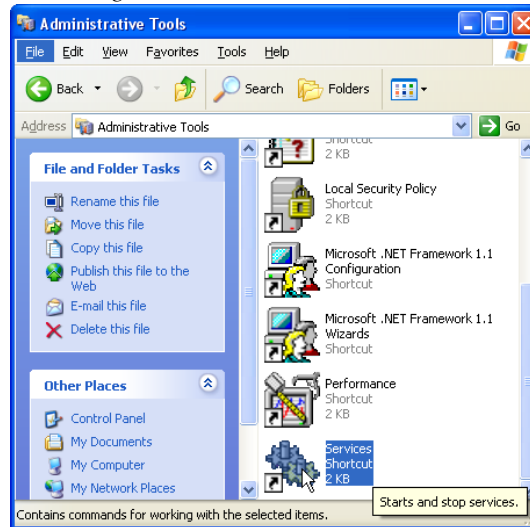 Administrative Tools
File Edit View Favorites Tools Help
Back Search Folders
Address Administrative Tools Go
File and Folder Tasks
Rename this file
Move this file
Copy this file
Publish this file to the
Web
E-mail this file
Delete this file
Other Places
Control Panel
My Documents
My Computer
My Network Places
Shortcut
2 KB
Local Security Policy
Shortcut
2 KB
Microsoft .NET Framework 1.1
Configuration
Shortcut
Microsoft .NET Framework 1.1
Wizards
Shortcut
Performance
Shortcut
2 KB
Services
Shortcut
2 KB
Starts and stop services.
Contains commands for working with the selected items.